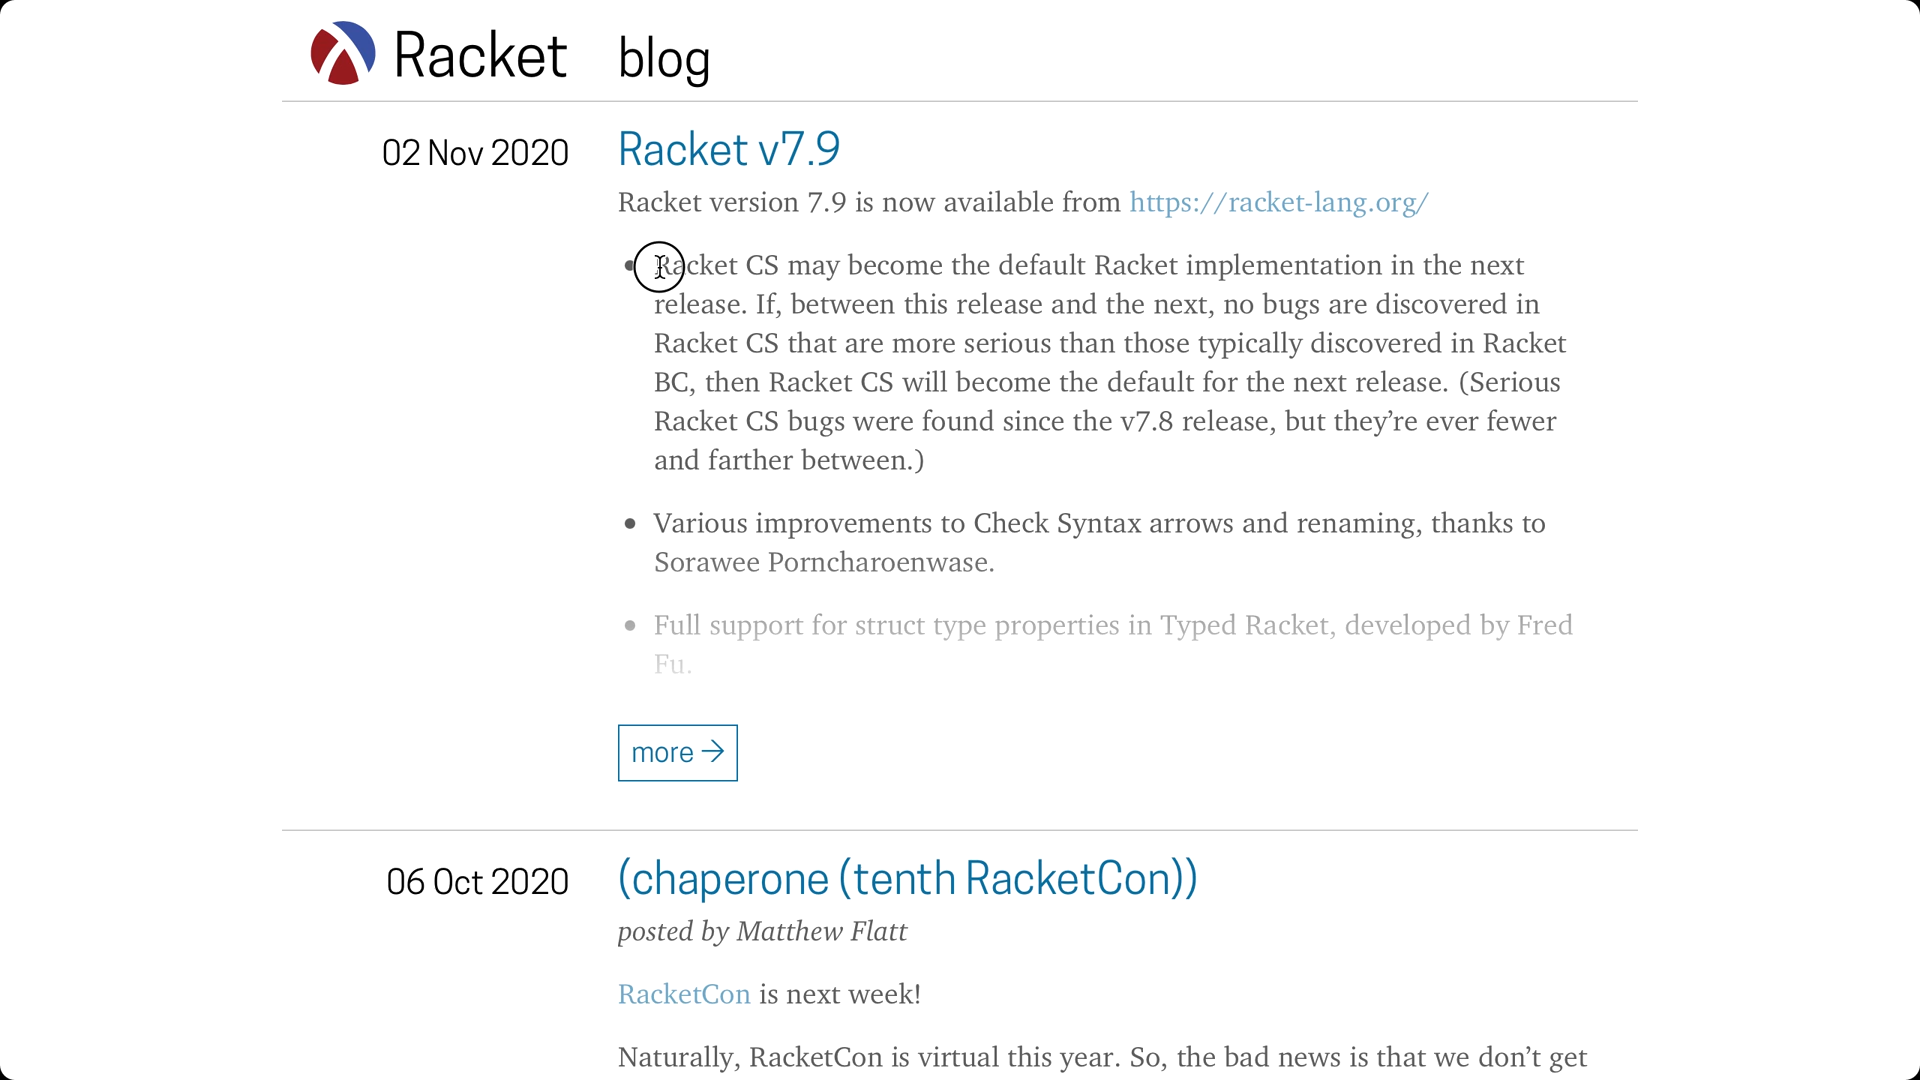 Racket blog
02 Nov 2020
Racket v7.9
Racket version 7.9 is now available from https://racket-lang.org/
• Racket CS may become the default Racket implementation in the next
release. If, between this release and the next, no bugs are discovered in
Racket CS that are more serious than those typically discovered in Racket
BC, then Racket CS will become the default for the next release. (Serious
Racket CS bugs were found since the v7.8 release, but they’re ever fewer
and farther between.)
• Various improvements to Check Syntax arrows and renaming, thanks to
Sorawee Porncharoenwase.
• Full support for struct type properties in Typed Racket, developed by Fred
Fu.
more →
06 Oct 2020
(chaperone (tenth RacketCon))
posted by Matthew Flatt
RacketCon is next week!
Naturally, RacketCon is virtual this year. So, the bad news is that we don’t get